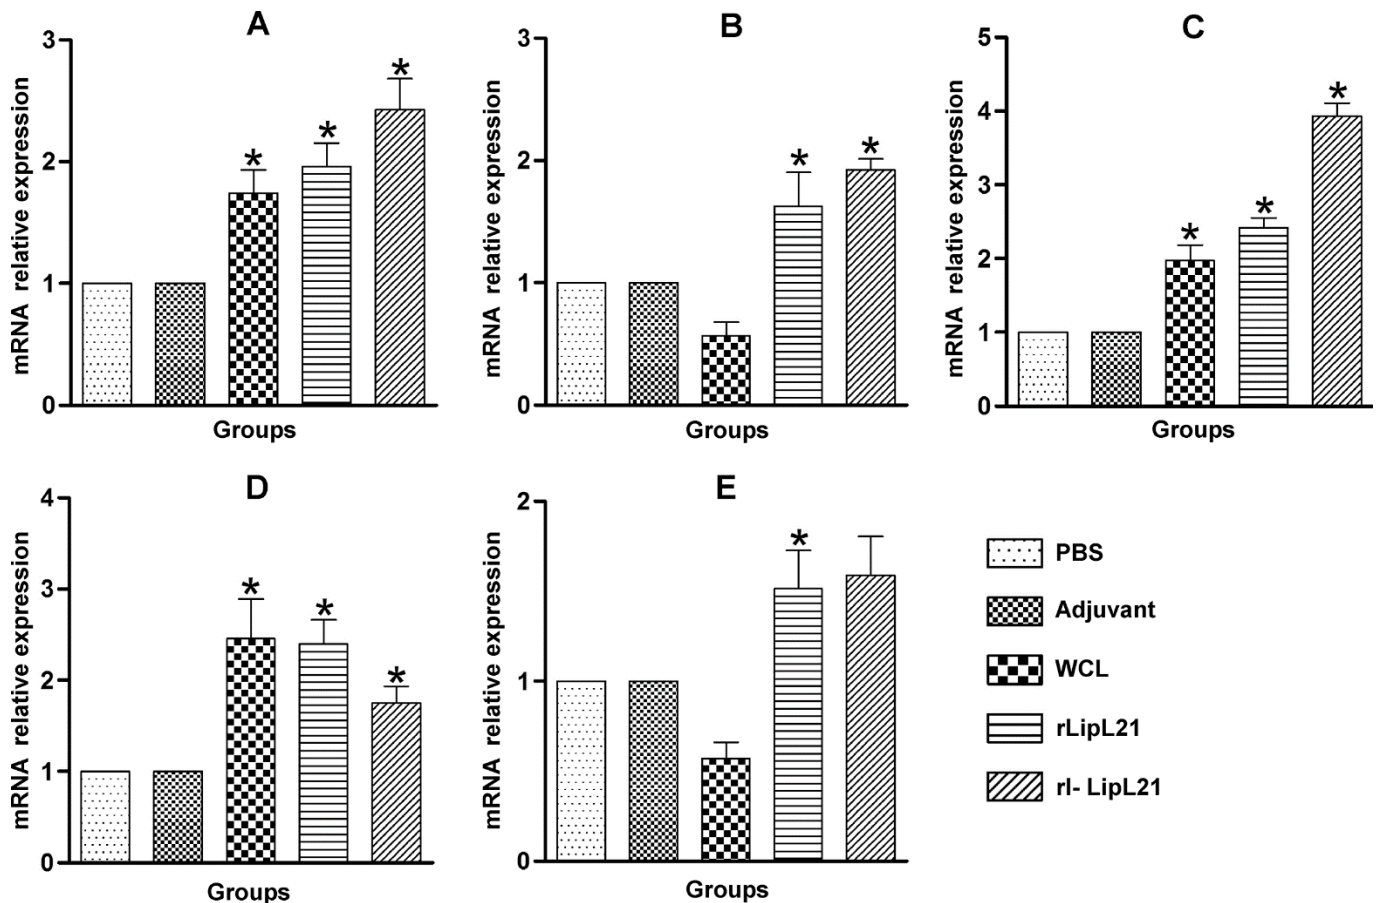 A
mRNA relative expression
3
2
1
0
Groups
B
mRNA relative expression
3
2
1
0
Groups
C
mRNA relative expression
5
4
3
2
1
0
Groups
D
mRNA relative expression
4
3
2
1
0
Groups
E
mRNA relative expression
2
1
0
Groups
PBS
Adjuvant
WCL
rLipL21
rI- LipL21
* * *
* *
* * *
* * *
*